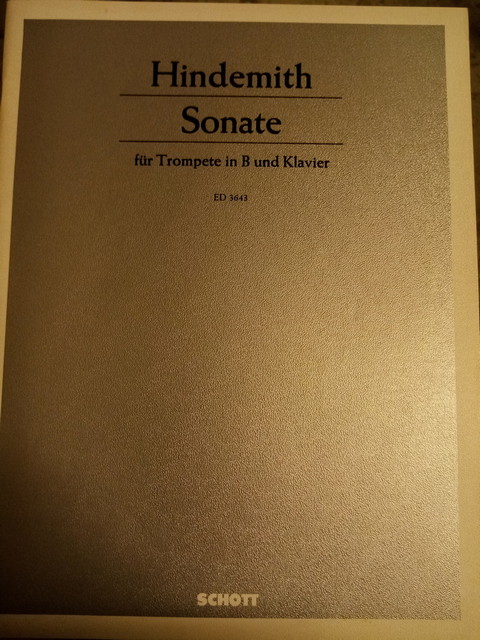 Hindemith
Sonate
für Trompete in B und Klavier
ED 3643
SCHOTT